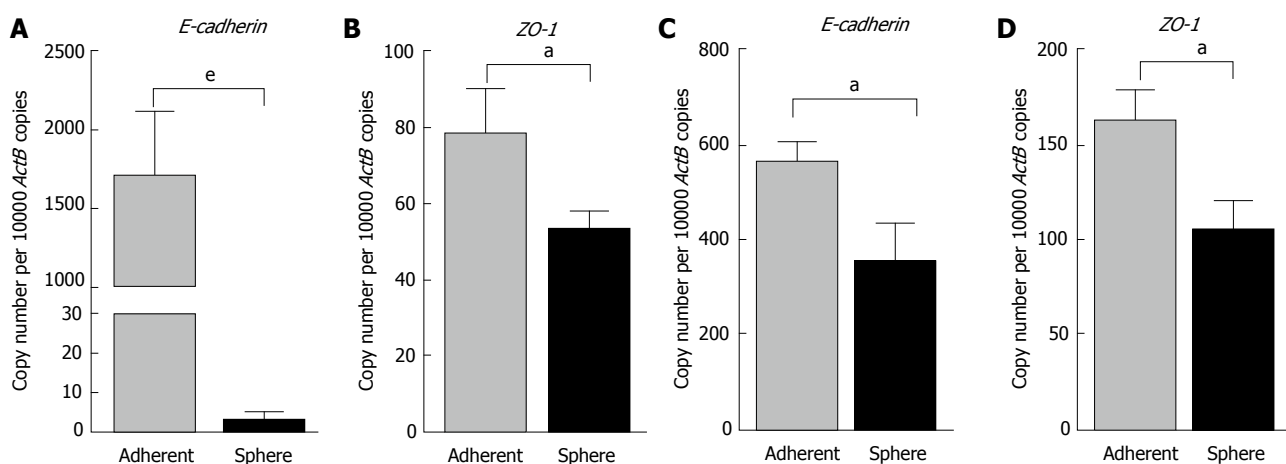 A
E-cadherin
e
Copy number per 10000 ActB copies
2500
2000
1500
1000
30
20
10
0
Adherent Sphere
B
ZO-1
a
Copy number per 10000 ActB copies
100
80
60
40
20
0
Adherent Sphere
C
E-cadherin
a
Copy number per 10000 ActB copies
800
600
400
200
0
Adherent Sphere
D
ZO-1
a
Copy number per 10000 ActB copies
200
150
100
50
0
Adherent Sphere